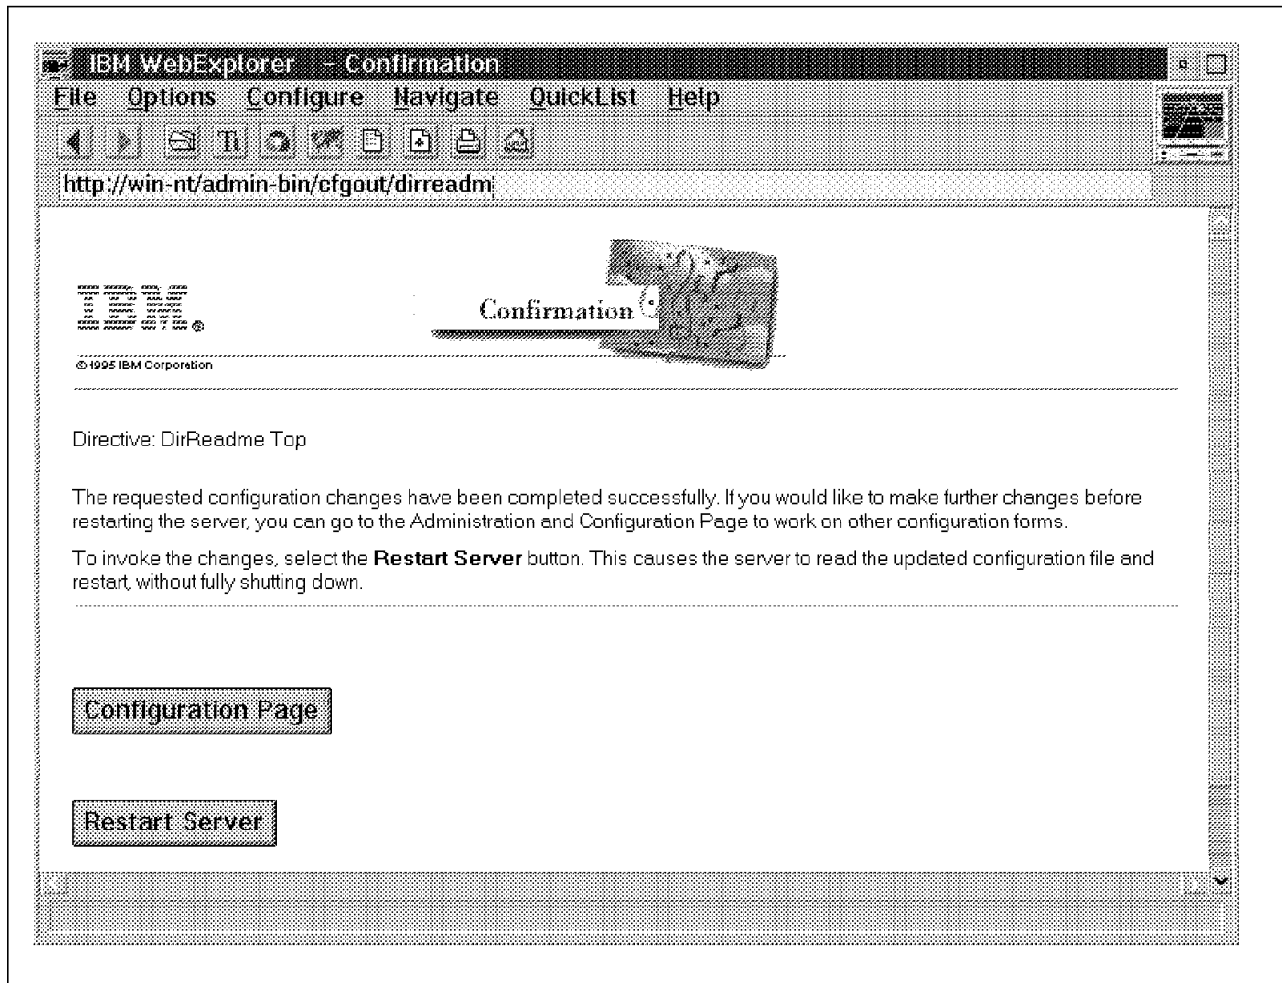 IBM WebExplorer - Confirmation
File Options Configure Navigate QuickList Help
http://win-nt/admin-bin/cfgout/dirreadm
IBM®
Confirmation
© 1995 IBM Corporation
Directive: DirReadme Top
The requested configuration changes have been completed successfully. If you would like to make further changes before
restarting the server, you can go to the Administration and Configuration Page to work on other configuration forms.
To invoke the changes, select the Restart Server button. This causes the server to read the updated configuration file and
restart, without fully shutting down.
Configuration Page
Restart Server